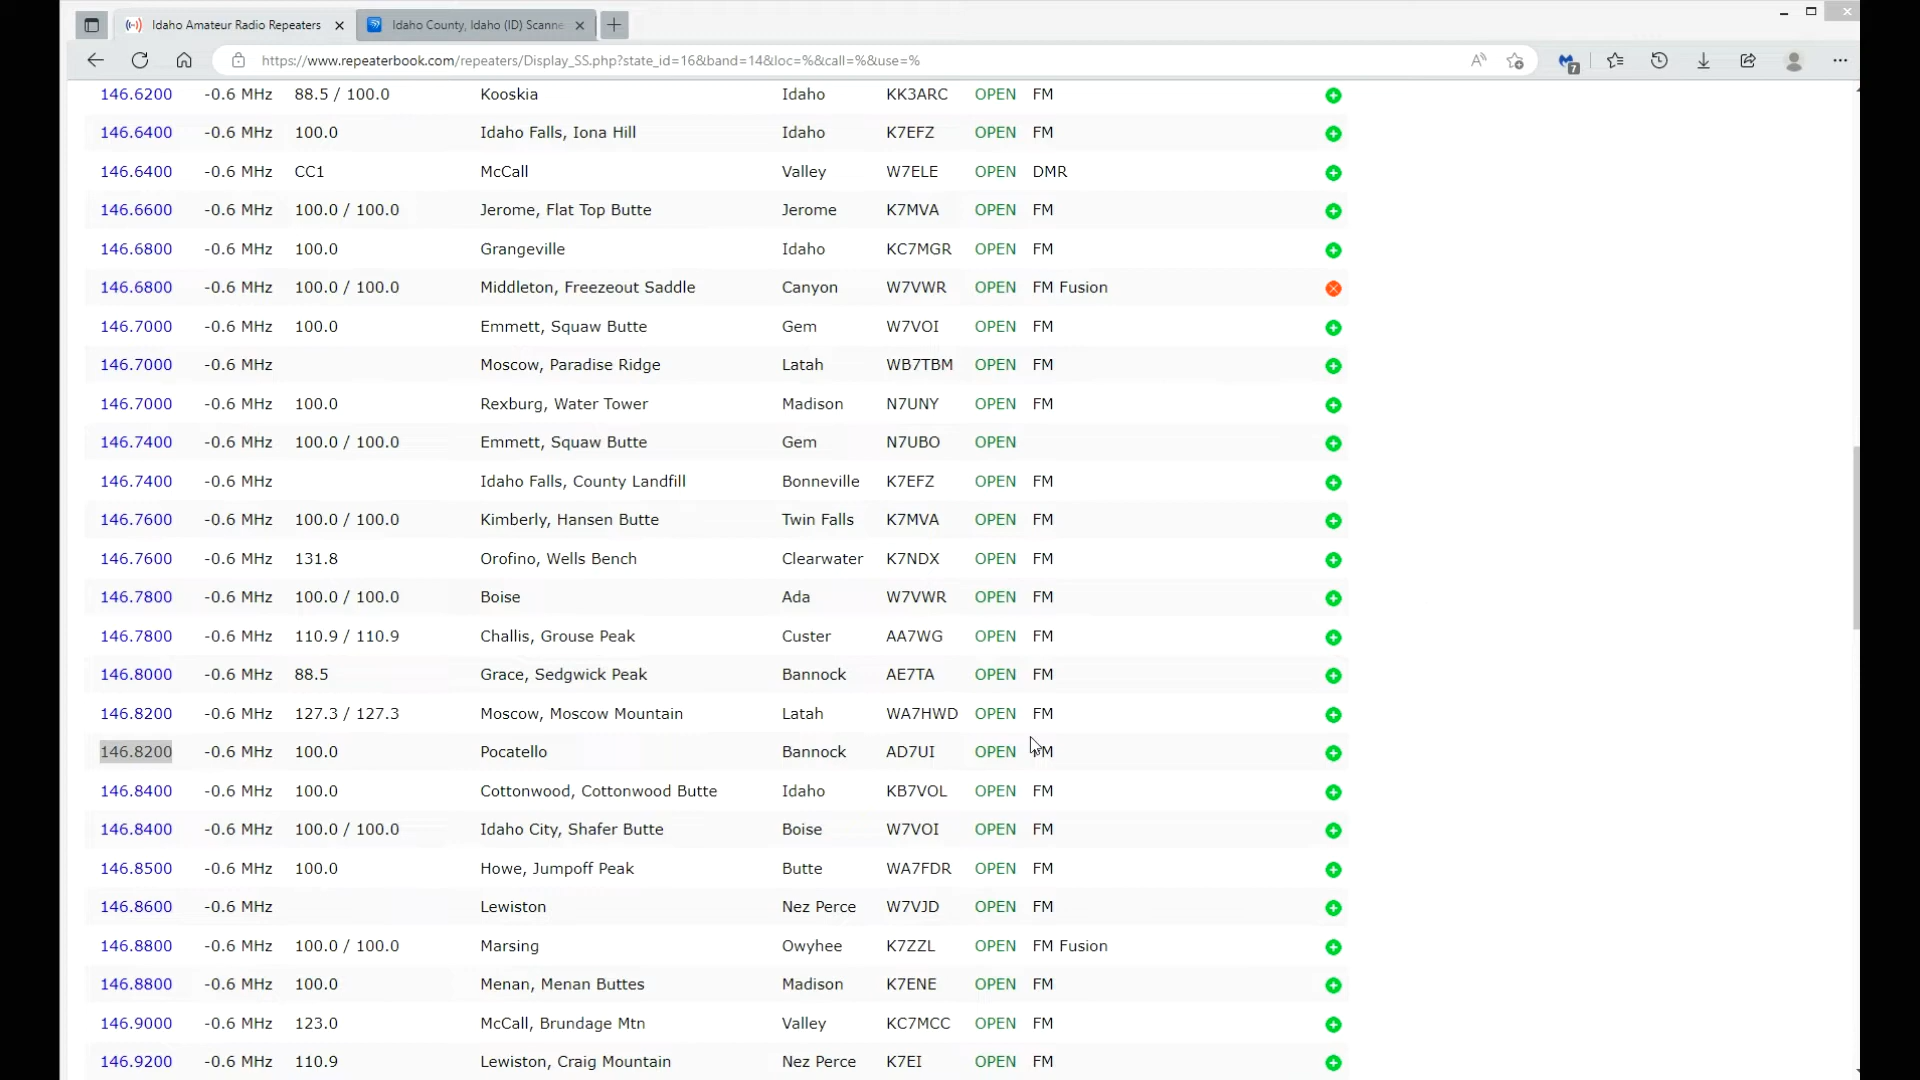 Idaho Amateur Radio Repeaters
Idaho County, Idaho (ID) Scanne
https://www.repeaterbook.com/repeaters/Display_SS.php?state_id=16&band=14&loc=%&call=%&use=%
7
146.6200 -0.6 MHz 88.5 / 100.0 Kooskia Idaho KK3ARC OPEN FM
146.6400 -0.6 MHz 100.0 Idaho Falls, Iona Hill Idaho K7EFZ OPEN FM
146.6400 -0.6 MHz CC1 McCall Valley W7ELE OPEN DMR
146.6600 -0.6 MHz 100.0 / 100.0 Jerome, Flat Top Butte Jerome K7MVA OPEN FM
146.6800 -0.6 MHz 100.0 Grangeville Idaho KC7MGR OPEN FM
146.6800 -0.6 MHz 100.0 / 100.0 Middleton, Freezeout Saddle Canyon W7VWR OPEN FM Fusion
146.7000 -0.6 MHz 100.0 Emmett, Squaw Butte Gem W7VOI OPEN FM
146.7000 -0.6 MHz Moscow, Paradise Ridge Latah WB7TBM OPEN FM
146.7000 -0.6 MHz 100.0 Rexburg, Water Tower Madison N7UNY OPEN FM
146.7400 -0.6 MHz 100.0 / 100.0 Emmett, Squaw Butte Gem N7UBO OPEN
146.7400 -0.6 MHz Idaho Falls, County Landfill Bonneville K7EFZ OPEN FM
146.7600 -0.6 MHz 100.0 / 100.0 Kimberly, Hansen Butte Twin Falls K7MVA OPEN FM
146.7600 -0.6 MHz 131.8 Orofino, Wells Bench Clearwater K7NDX OPEN FM
146.7800 -0.6 MHz 100.0 / 100.0 Boise Ada W7VWR OPEN FM
146.7800 -0.6 MHz 110.9 / 110.9 Challis, Grouse Peak Custer AA7WG OPEN FM
146.8000 -0.6 MHz 88.5 Grace, Sedgwick Peak Bannock AE7TA OPEN FM
146.8200 -0.6 MHz 127.3 / 127.3 Moscow, Moscow Mountain Latah WA7HWD OPEN FM
146.8200 -0.6 MHz 100.0 Pocatello Bannock AD7UI OPEN FM
146.8400 -0.6 MHz 100.0 Cottonwood, Cottonwood Butte Idaho KB7VOL OPEN FM
146.8400 -0.6 MHz 100.0 / 100.0 Idaho City, Shafer Butte Boise W7VOI OPEN FM
146.8500 -0.6 MHz 100.0 Howe, Jumpoff Peak Butte WA7FDR OPEN FM
146.8600 -0.6 MHz Lewiston Nez Perce W7VJD OPEN FM
146.8800 -0.6 MHz 100.0 / 100.0 Marsing Owyhee K7ZZL OPEN FM Fusion
146.8800 -0.6 MHz 100.0 Menan, Menan Buttes Madison K7ENE OPEN FM
146.9000 -0.6 MHz 123.0 McCall, Brundage Mtn Valley KC7MCC OPEN FM
146.9200 -0.6 MHz 110.9 Lewiston, Craig Mountain Nez Perce K7EI OPEN FM